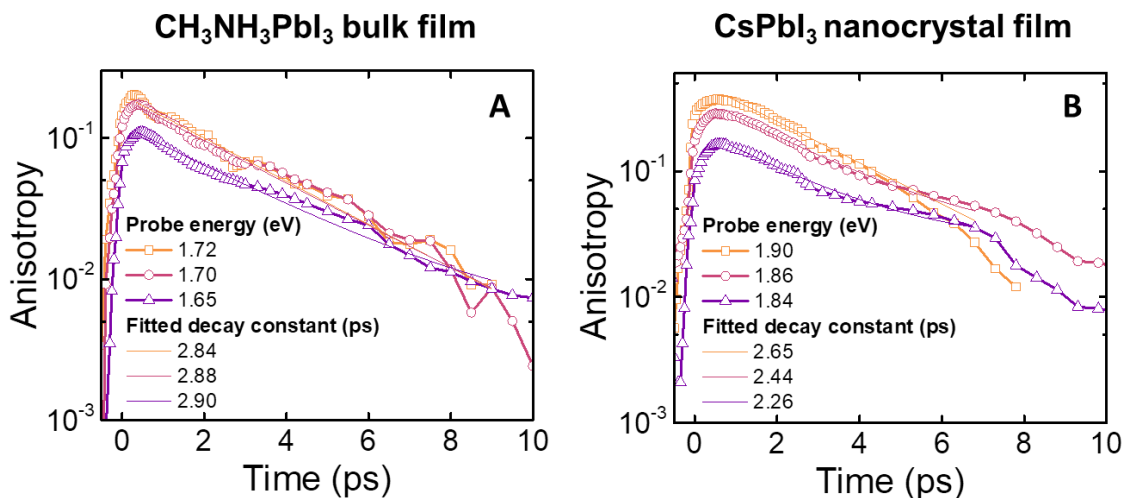 CH₃NH₃PbI₃ bulk film
A
Anisotropy
10⁻¹
10⁻²
10⁻³
Probe energy (eV)
1.72
1.70
1.65
Fitted decay constant (ps)
2.84
2.88
2.90
0 2 4 6 8 10
Time (ps)
CsPbI₃ nanocrystal film
B
Anisotropy
10⁻¹
10⁻²
10⁻³
Probe energy (eV)
1.90
1.86
1.84
Fitted decay constant (ps)
2.65
2.44
2.26
0 2 4 6 8 10
Time (ps)